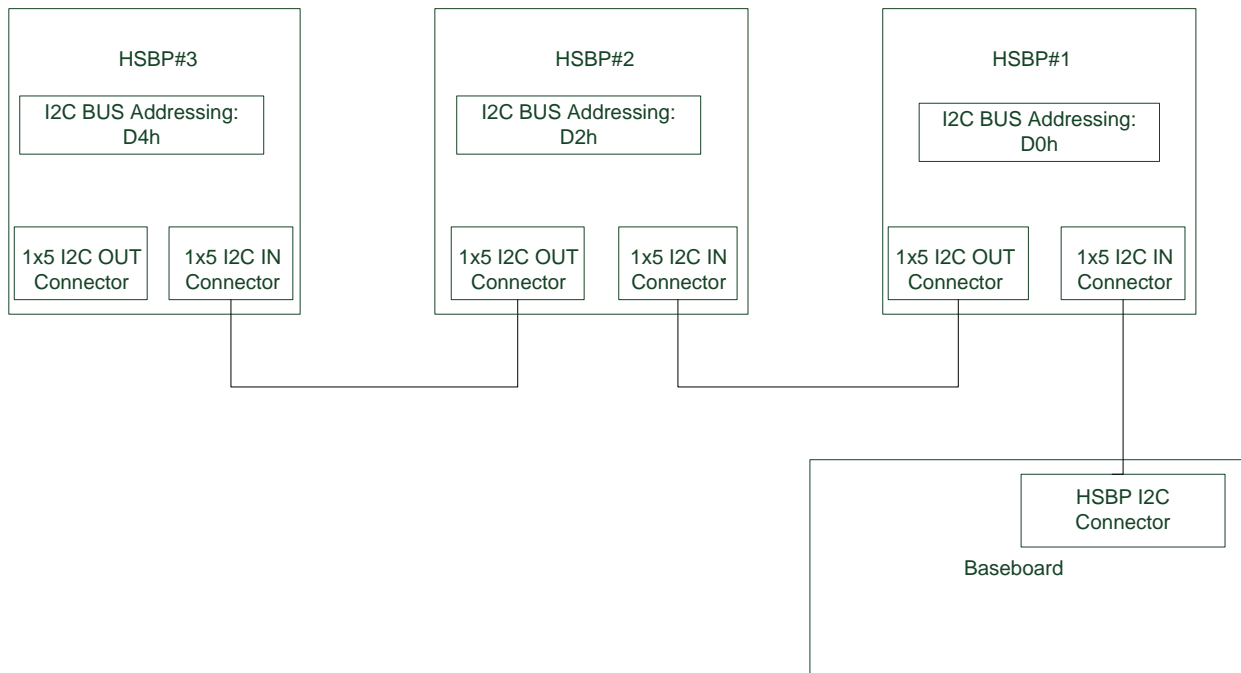 HSBP#3
I2C BUS Addressing:
D4h
1x5 I2C OUT
Connector
1x5 I2C IN
Connector
HSBP#2
I2C BUS Addressing:
D2h
1x5 I2C OUT
Connector
1x5 I2C IN
Connector
HSBP#1
I2C BUS Addressing:
D0h
1x5 I2C OUT
Connector
1x5 I2C IN
Connector
HSBP I2C
Connector
Baseboard